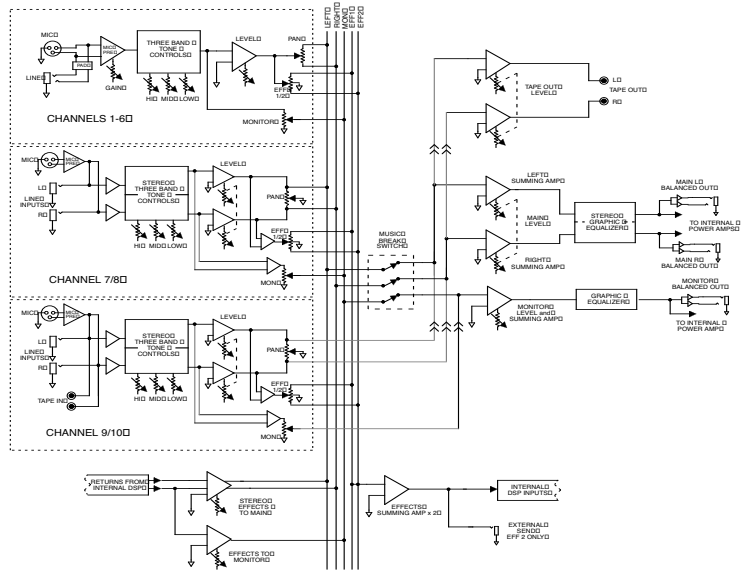 LEFT□
RIGHT□
MONO□
EFF1□
EFF2□
MIC□
MIC□
PRE□
PAD□
LINE□
GAIN□
THREE BAND □
TONE □
CONTROLS□
HI□ MID□ LOW□
LEVEL□
PAN□
EFF□
1/2□
MONITOR□
CHANNELS 1-6□
MIC□
MIC□
PRE□
L□
LINE□
INPUTS□
R□
STEREO□
THREE BAND □
TONE □
CONTROLS□
HI□ MID□ LOW□
LEVEL□
PAN□
EFF□
1/2□
MON□
CHANNEL 7/8□
MIC□
MIC□
PRE□
L□
LINE□
INPUTS□
R□
TAPE IN□
STEREO□
THREE BAND □
TONE □
CONTROLS□
HI□ MID□ LOW□
LEVEL□
PAN□
EFF□
1/2□
MON□
CHANNEL 9/10□
MUSIC□
BREAK□
SWITCH□
TAPE OUT□
LEVEL□
L□
TAPE OUT□
R□
LEFT□
SUMMING AMP□
MAIN□
LEVEL□
RIGHT□
SUMMING AMP□
STEREO□
GRAPHIC □
EQUALIZER□
MAIN L□
BALANCED OUT□
TO INTERNAL □
POWER AMPS□
MAIN R□
BALANCED OUT□
MONITOR□
LEVEL and□
SUMMING AMP□
GRAPHIC □
EQUALIZER□
MONITOR□
BALANCED OUT□
TO INTERNAL □
POWER AMP□
RETURNS FROM□
INTERNAL DSP□
STEREO□
EFFECTS □
TO MAIN□
EFFECTS TO□
MONITOR□
EFFECTS□
SUMMING AMP x 2□
INTERNAL□
DSP INPUTS□
EXTERNAL□
SEND□
EFF 2 ONLY□